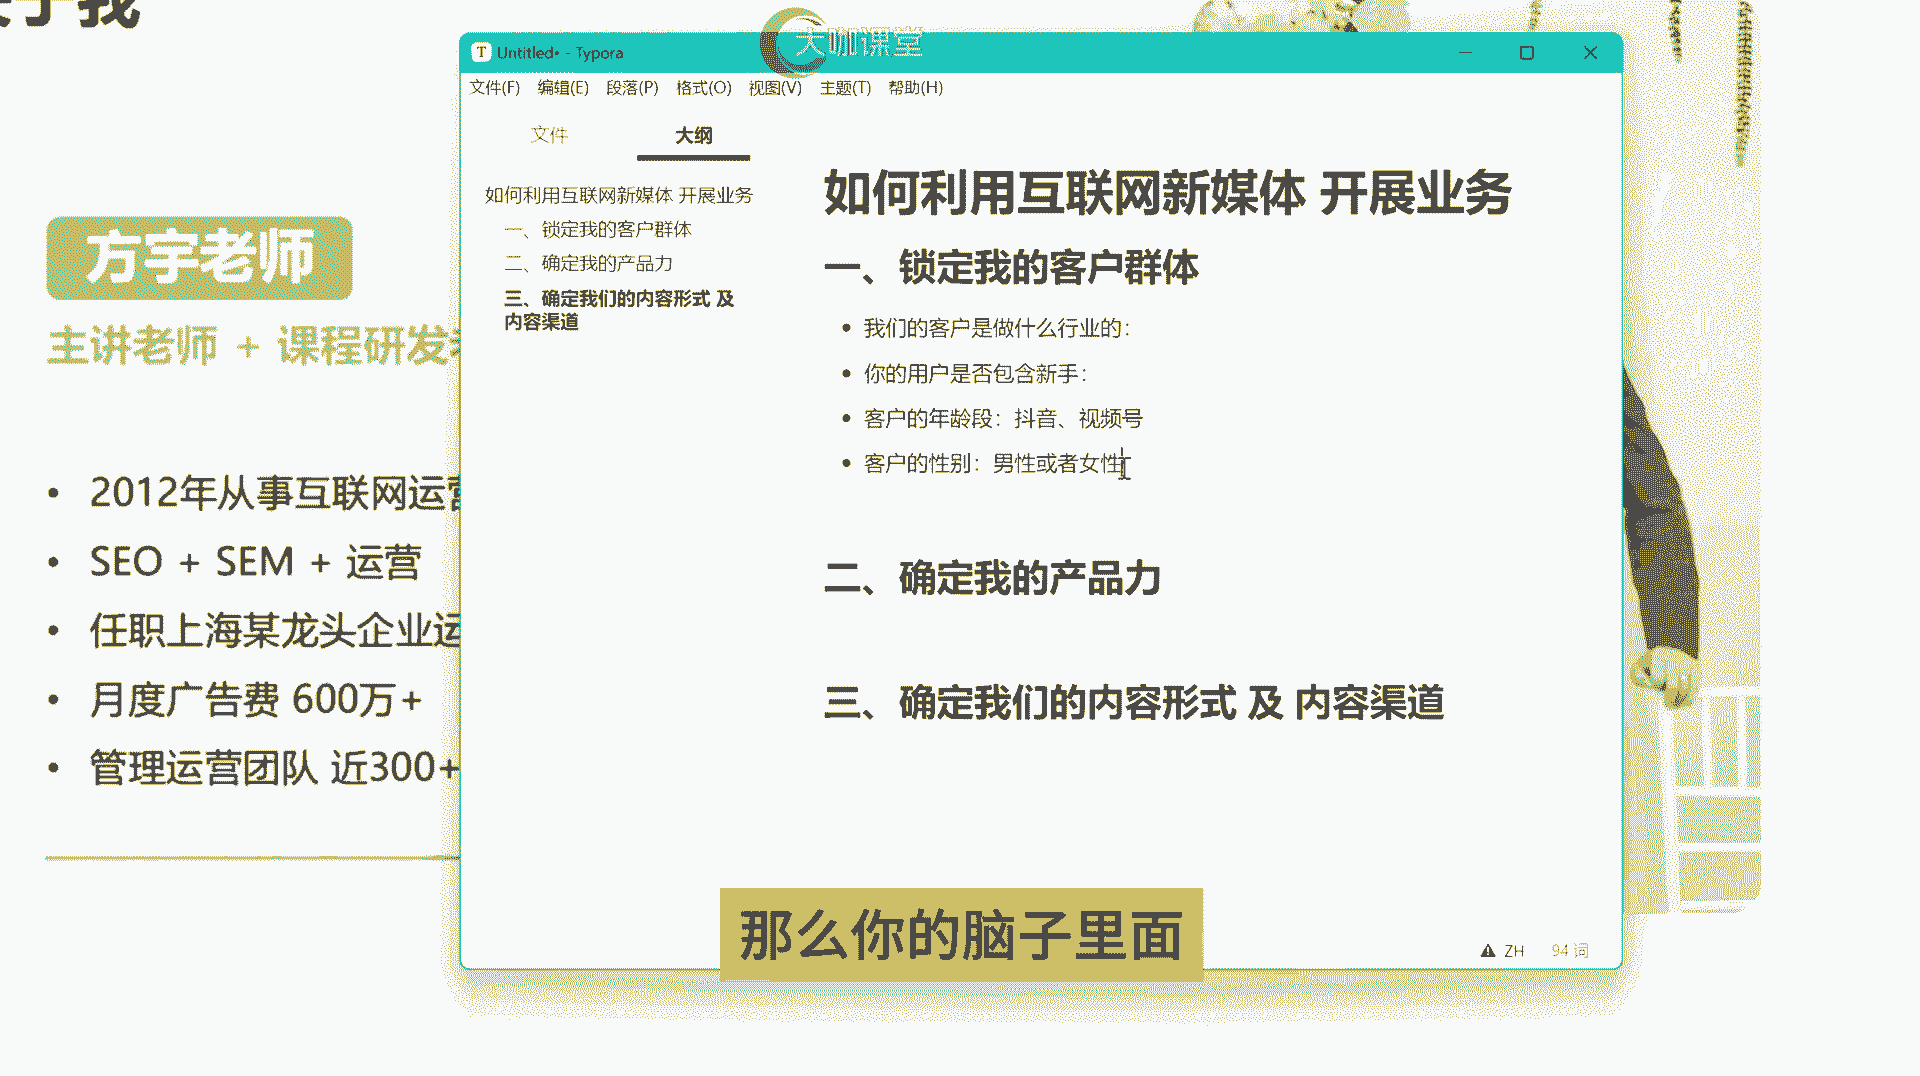 于我
大咖课堂
Untitled• - Typora
文件(F) 编辑(E) 段落(P) 格式(O) 视图(V) 主题(T) 帮助(H)
文件 大纲
如何利用互联网新媒体 开展业务
一、锁定我的客户群体
二、确定我的产品力
三、确定我们的内容形式 及
内容渠道
如何利用互联网新媒体 开展业务
一、锁定我的客户群体
• 我们的客户是做什么行业的:
• 你的用户是否包含新手:
• 客户的年龄段: 抖音、视频号
• 客户的性别: 男性或者女性
二、确定我的产品力
三、确定我们的内容形式 及 内容渠道
ZH 94 词
方宇老师
主讲老师 + 课程研发
• 2012年从事互联网运营
• SEO + SEM + 运营
• 任职上海某龙头企业运
• 月度广告费 600万+
• 管理运营团队 近300+
那么你的脑子里面